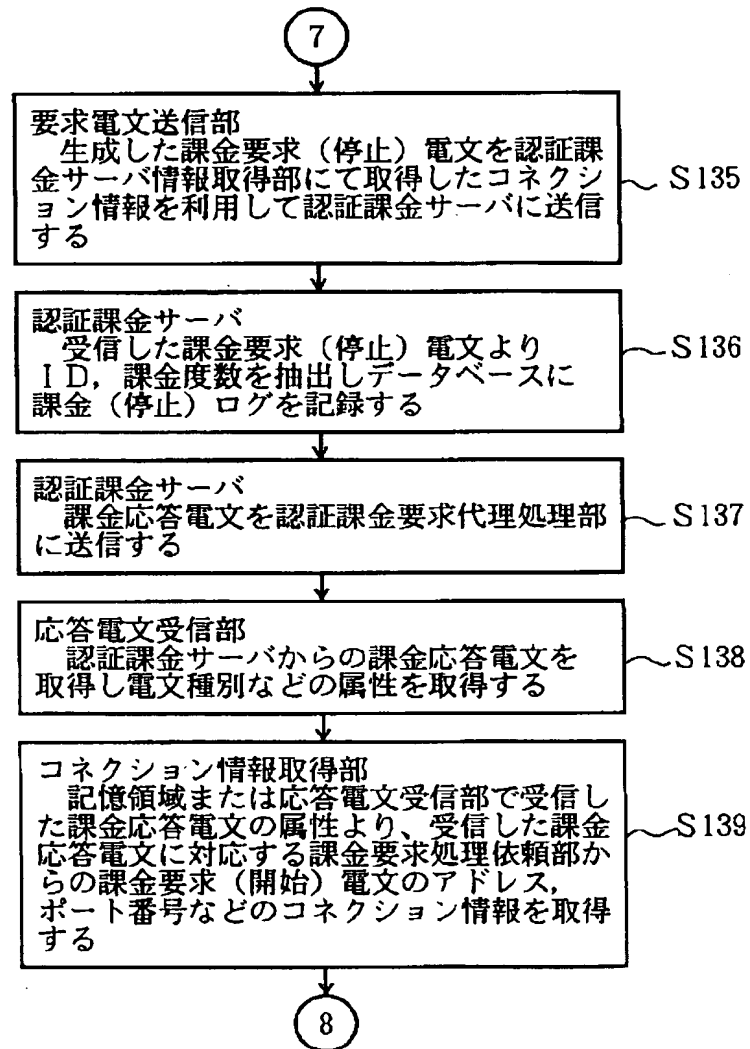 7
要求電文送信部
生成した課金要求（停止）電文を認証課
金サーバ情報取得部にて取得したコネクシ
ョン情報を利用して認証課金サーバに送信
する
S135
認証課金サーバ
受信した課金要求（停止）電文より
ＩＤ，課金度数を抽出しデータベースに
課金（停止）ログを記録する
S136
認証課金サーバ
課金応答電文を認証課金要求代理処理部
に送信する
S137
応答電文受信部
認証課金サーバからの課金応答電文を
取得し電文種別などの属性を取得する
S138
コネクション情報取得部
記憶領域または応答電文受信部で受信し
た課金応答電文の属性より、受信した課金
応答電文に対応する課金要求処理依頼部か
らの課金要求（開始）電文のアドレス，
ポート番号などのコネクション情報を取得
する
S139
8